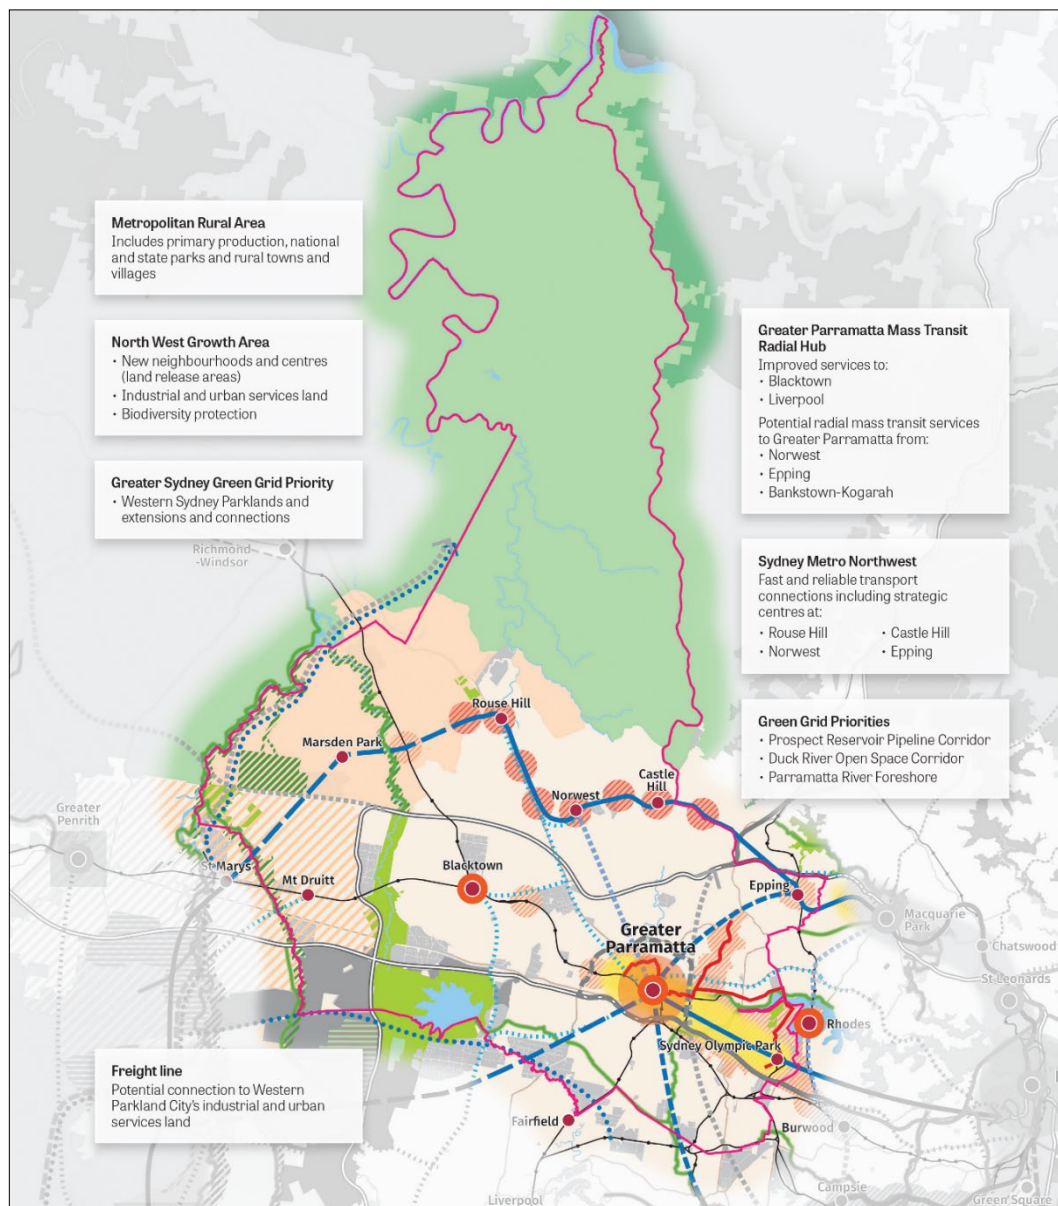 Metropolitan Rural Area
Includes primary production, national
and state parks and rural towns and
villages
North West Growth Area
• New neighbourhoods and centres
(land release areas)
• Industrial and urban services land
• Biodiversity protection
Greater Sydney Green Grid Priority
• Western Sydney Parklands and
extensions and connections
Greater Parramatta Mass Transit
Radial Hub
Improved services to:
• Blacktown
• Liverpool
Potential radial mass transit services
to Greater Parramatta from:
• Norwest
• Epping
• Bankstown-Kogarah
Sydney Metro Northwest
Fast and reliable transport
connections including strategic
centres at:
• Rouse Hill
• Castle Hill
• Norwest
• Epping
Green Grid Priorities
• Prospect Reservoir Pipeline Corridor
• Duck River Open Space Corridor
• Parramatta River Foreshore
Richmond
-Windsor
Rouse Hill
Marsden Park
Castle
Hill
Norwest
Greater
Penrith
St Marys
Mt Druitt
Blacktown
Epping
Macquarie
Park
Chatswood
St Leonards
Greater
Parramatta
Rhodes
Sydney Olympic Park
Freight line
Potential connection to Western
Parkland City's industrial and urban
services land
Fairfield
Burwood
Liverpool
Campsie
Green Square